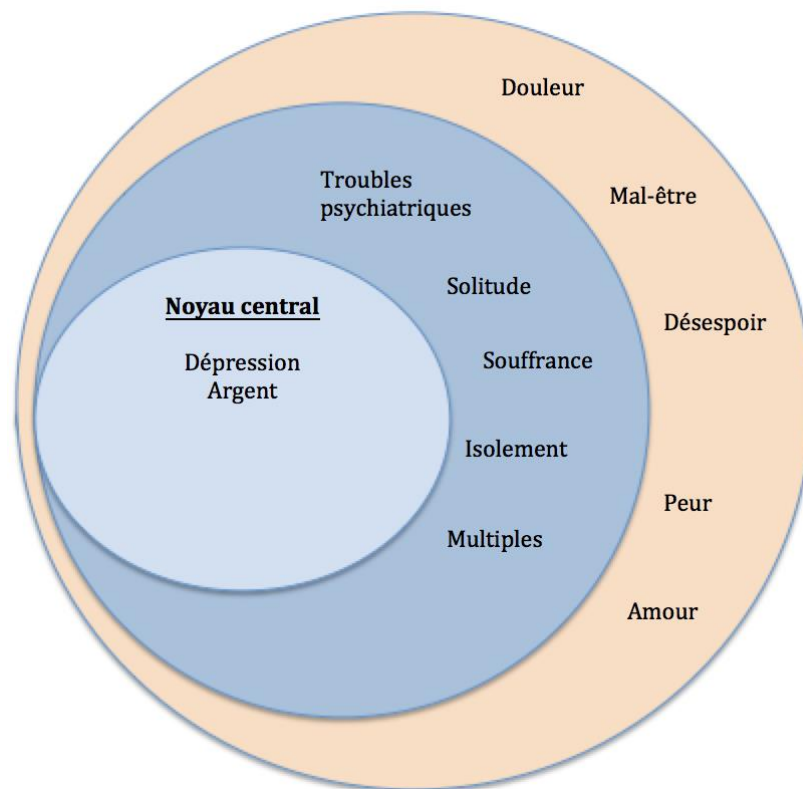 Douleur
Troubles
psychiatriques
Mal-être
Solitude
Noyau central
Désespoir
Souffrance
Dépression
Argent
Isolement
Peur
Multiples
Amour